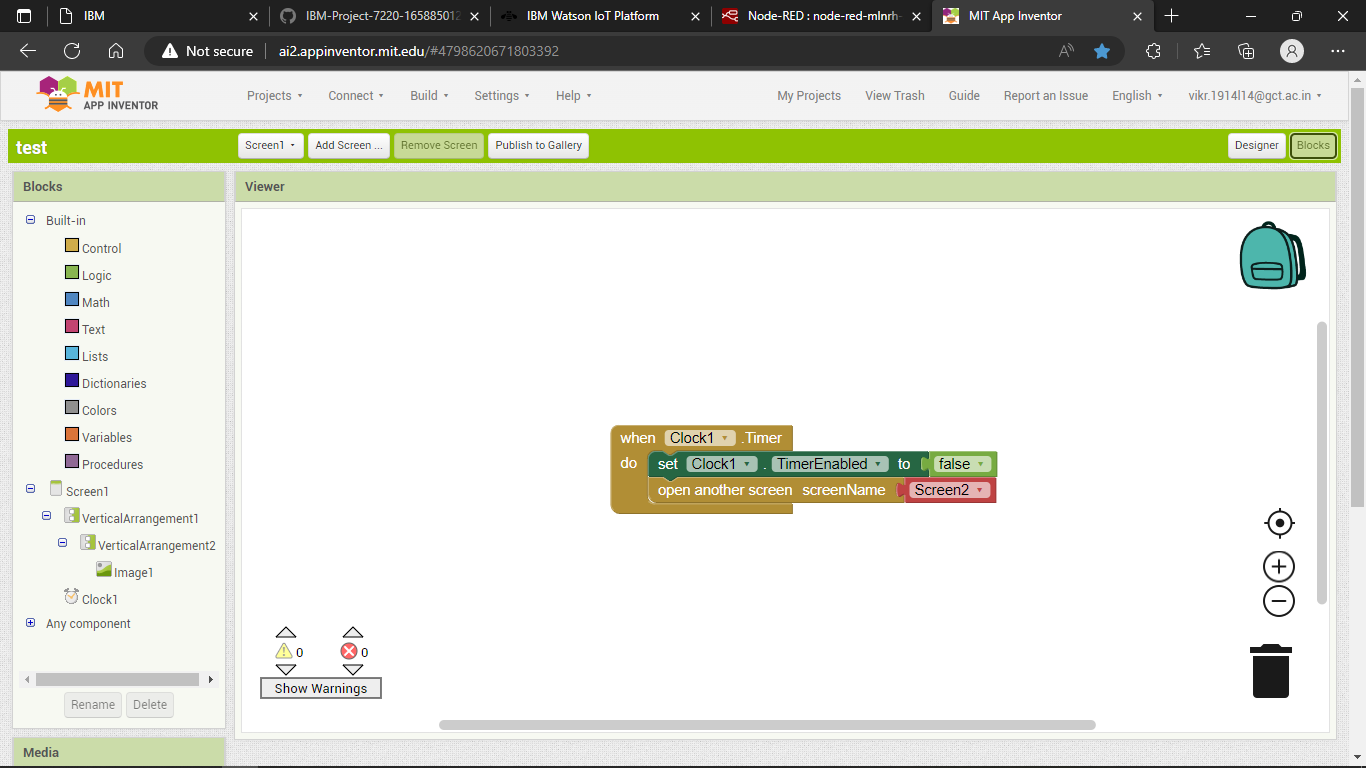 IBM
IBM-Project-7220-165885012
IBM Watson IoT Platform
Node-RED : node-red-mlnrh-
MIT App Inventor
Not secure
ai2.appinventor.mit.edu/#4798620671803392
MIT
APP INVENTOR
Projects
Connect
Build
Settings
Help
My Projects
View Trash
Guide
Report an Issue
English
vikr.1914l14@gct.ac.in
test
Screen1
Add Screen ...
Remove Screen
Publish to Gallery
Designer
Blocks
Blocks
Viewer
Built-in
Control
Logic
Math
Text
Lists
Dictionaries
Colors
Variables
Procedures
Screen1
VerticalArrangement1
VerticalArrangement2
Image1
Clock1
Any component
Rename
Delete
Media
when Clock1 .Timer
do set Clock1 . TimerEnabled to false
open another screen screenName Screen2
0
0
Show Warnings